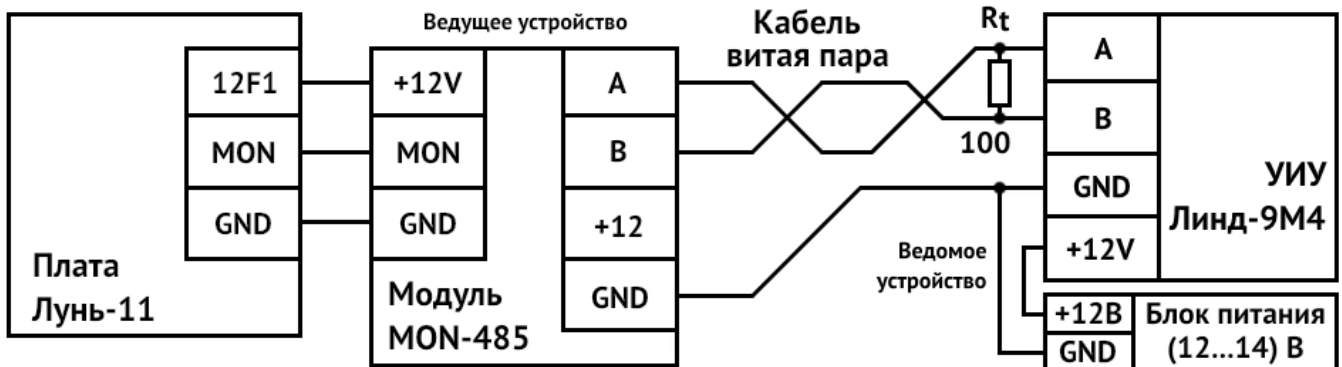 Ведущее устройство
12F1
MON
GND
Плата
Лунь-11
+12V
MON
GND
Модуль
MON-485
A
B
+12
GND
Кабель
витая пара
Rt
100
A
B
GND
+12V
УИУ
Линд-9М4
Ведомое
устройство
+12В
GND
Блок питания
(12...14) В